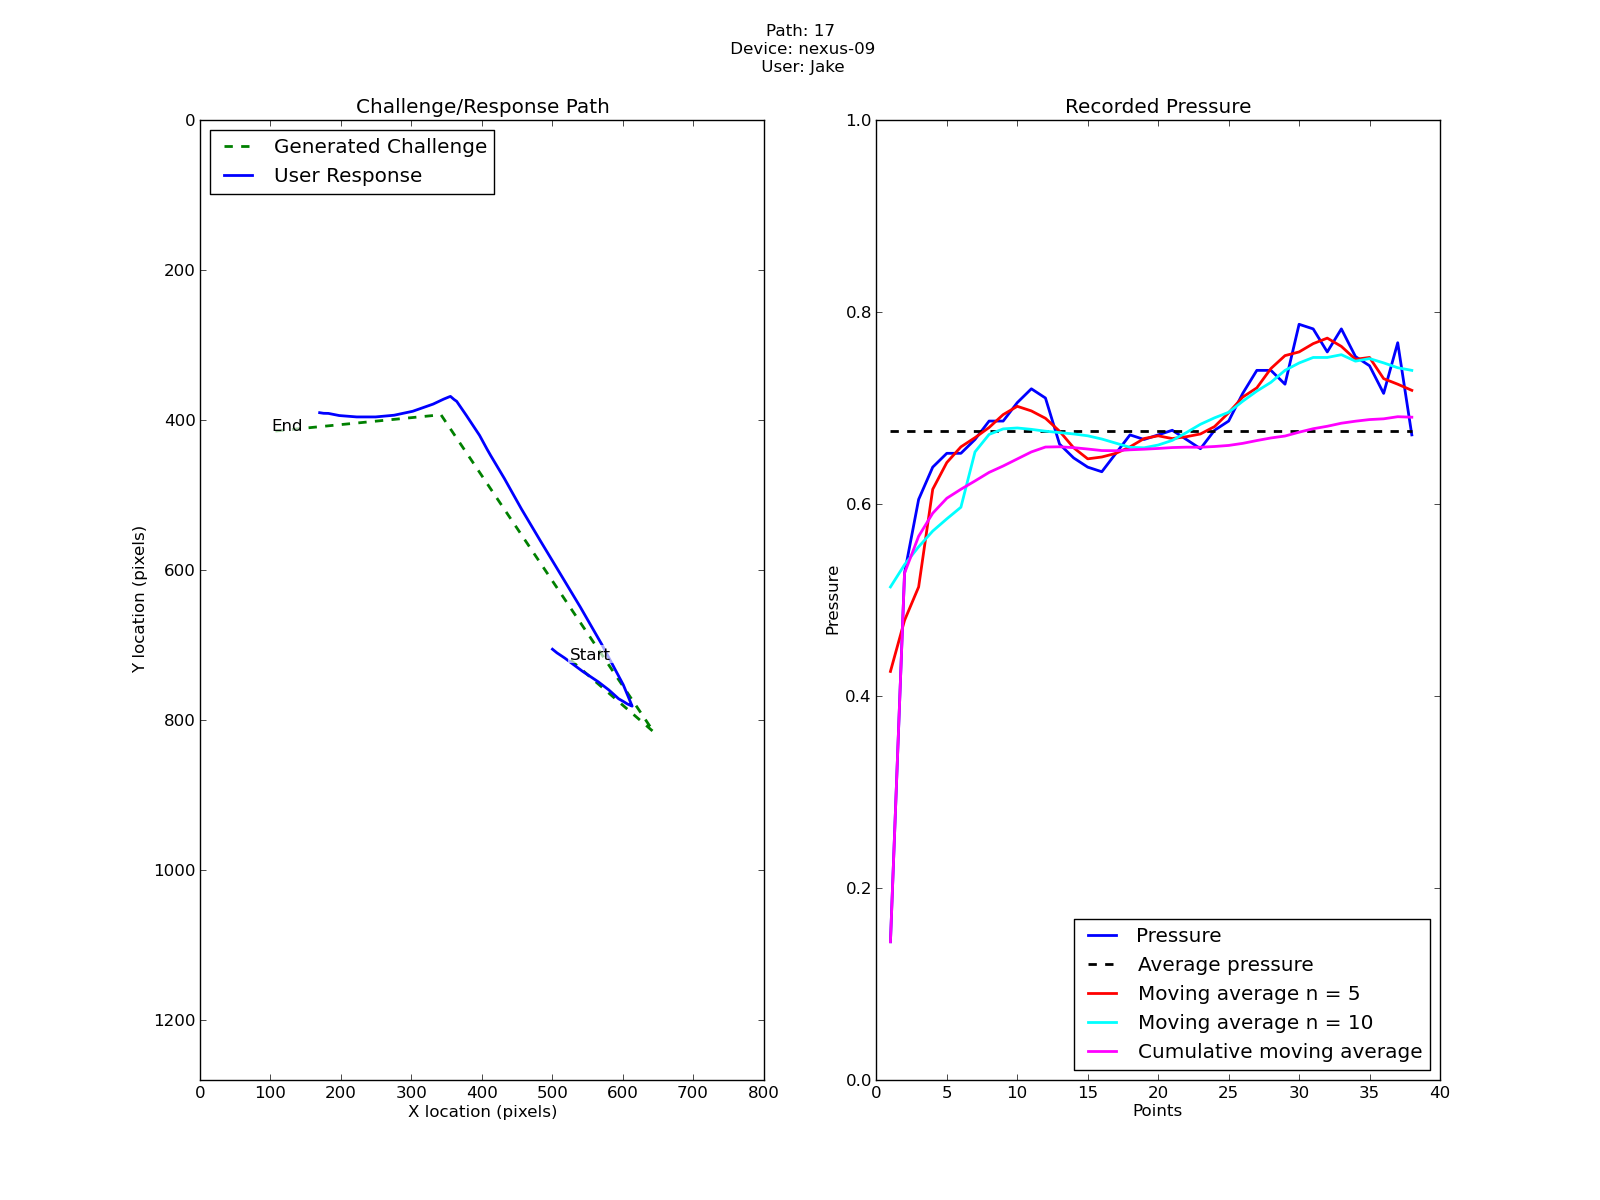 Path: 17
Device: nexus-09
User: Jake
Challenge/Response Path
Generated Challenge
User Response
End
Start
0
200
400
600
800
1000
1200
Y location (pixels)
0 100 200 300 400 500 600 700 800
X location (pixels)
Recorded Pressure
1.0
0.8
0.6
0.4
0.2
0.0
Pressure
Pressure
Average pressure
Moving average n = 5
Moving average n = 10
Cumulative moving average
0 5 10 15 20 25 30 35 40
Points